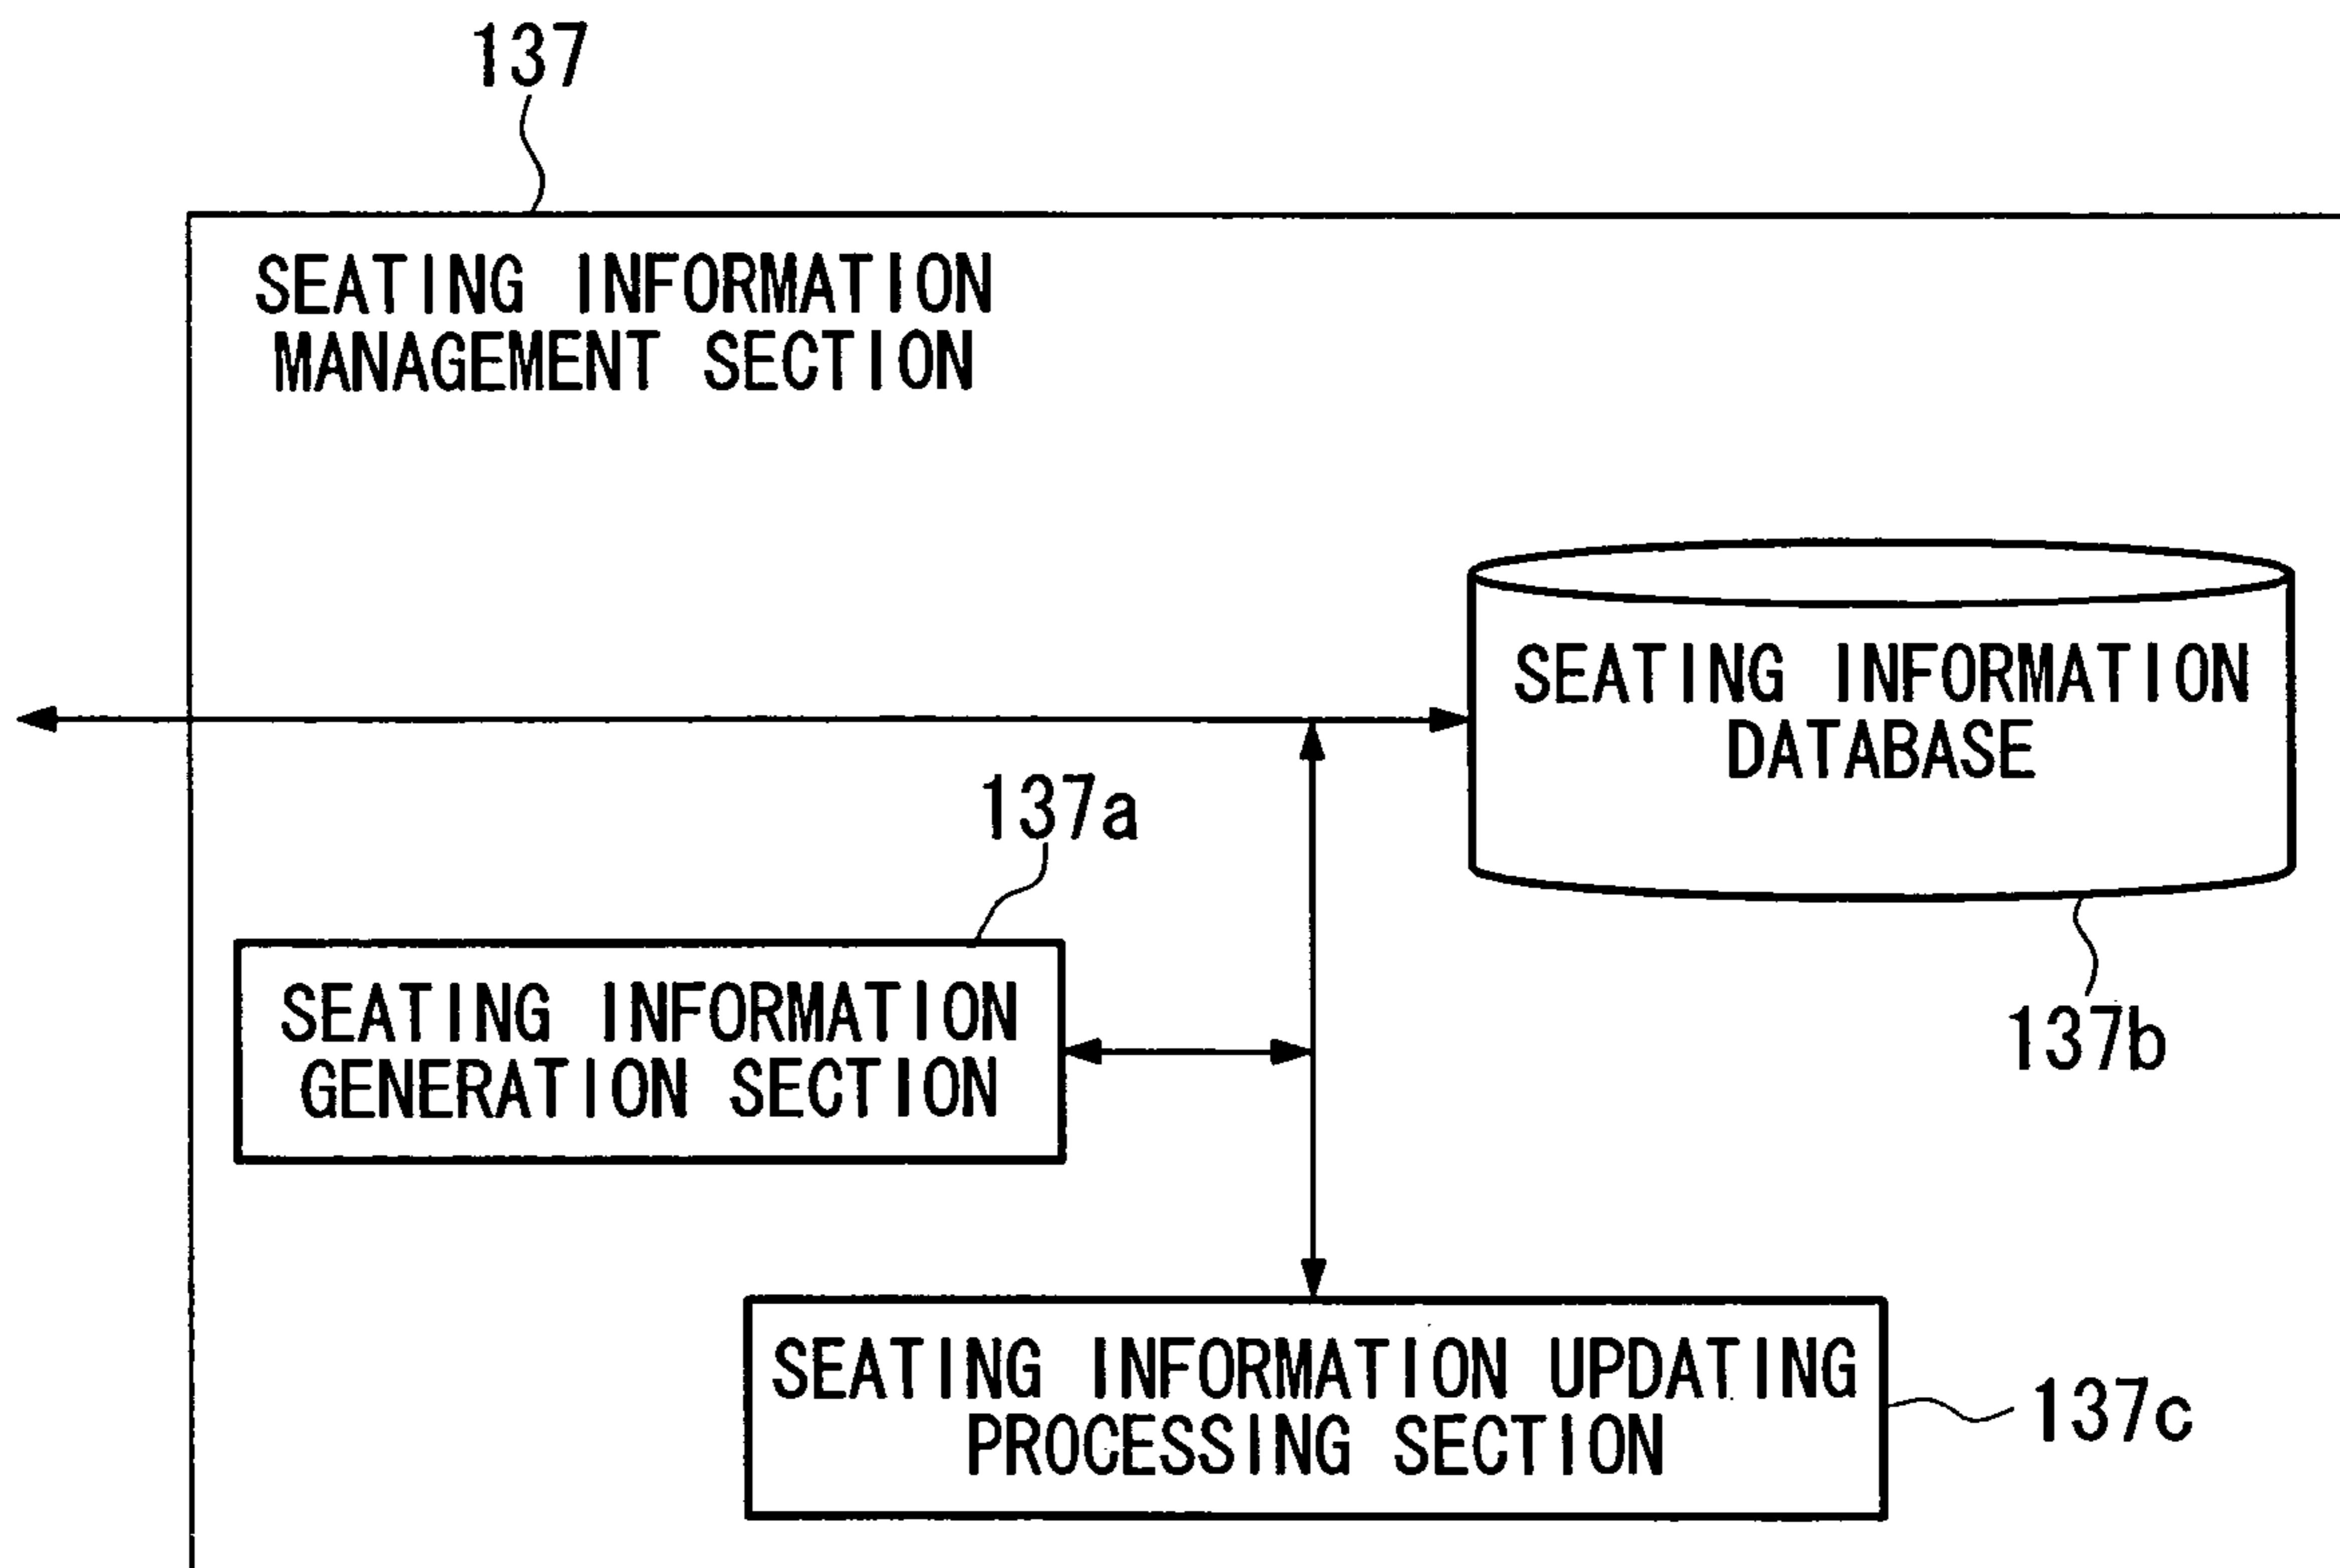 137
SEATING INFORMATION
MANAGEMENT SECTION
SEATING INFORMATION
DATABASE
137a
SEATING INFORMATION
GENERATION SECTION
137b
SEATING INFORMATION UPDATING
PROCESSING SECTION
137c